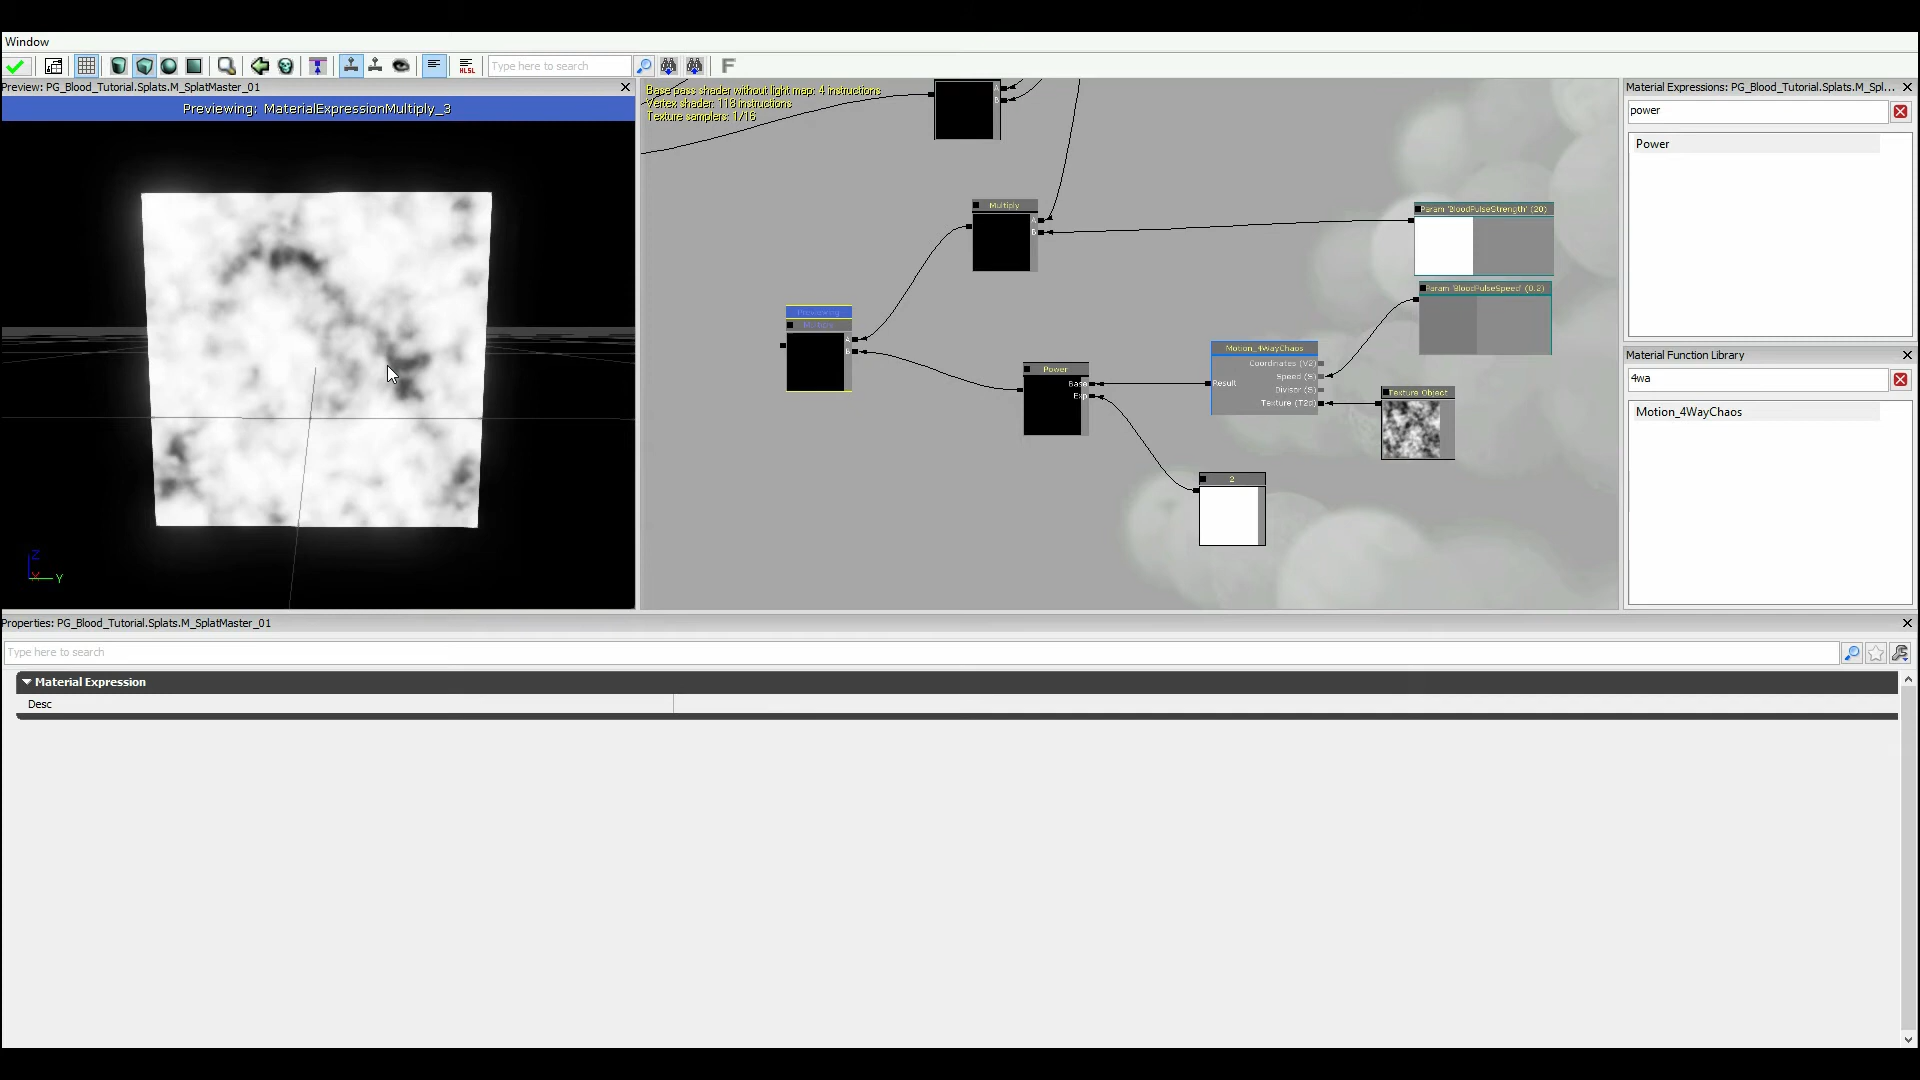 Window
HLSL
Type here to search
F
Preview: PG_Blood_Tutorial.Splats.M_SplatMaster_01
Previewing: MaterialExpressionMultiply_3
Z
X
Y
Base pass shader without light map: 4 instructions
Vertex shader: 118 instructions
Texture samplers: 1/16
A
B
Multiply
A
B
Param 'BloodPulseStrength' (20)
Param 'BloodPulseSpeed' (0.2)
Previewing
Multiply
A
B
Power
Base
Exp
Motion_4WayChaos
Coordinates (V2)
Speed (S)
Result
Divisor (S)
Texture (T2d)
Texture Object
2
Material Expressions: PG_Blood_Tutorial.Splats.M_Spl...
power
Power
Material Function Library
4wa
Motion_4WayChaos
Properties: PG_Blood_Tutorial.Splats.M_SplatMaster_01
Type here to search
Material Expression
Desc